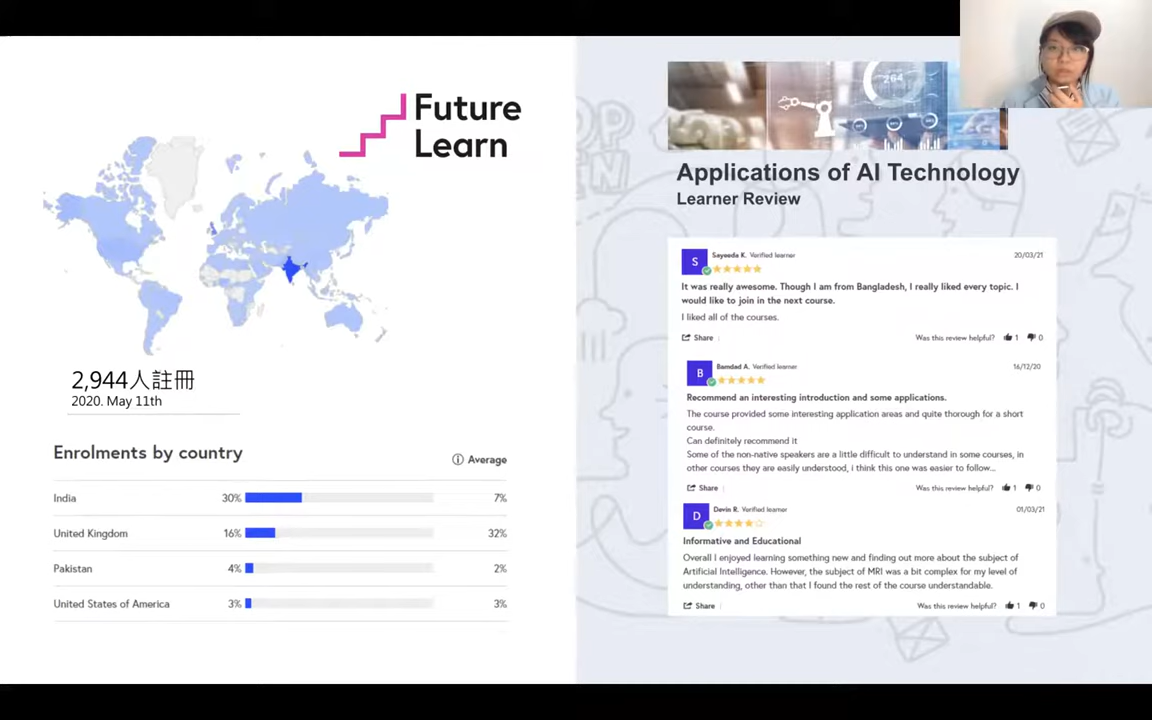 Future
Learn
2,944人註冊
2020. May 11th
Enrolments by country
Average
India 30% 7%
United Kingdom 16% 32%
Pakistan 4% 2%
United States of America 3% 3%
264
Applications of AI Technology
Learner Review
S Sayeeda K. Verified learner 20/03/21
It was really awesome. Though I am from Bangladesh, I really liked every topic. I
would like to join in the next course.
I liked all of the courses.
Share Was this review helpful? 1 0
B Bamdad A. Verified learner 16/12/20
Recommend an interesting introduction and some applications.
The course provided some interesting application areas and quite thorough for a short
course.
Can definitely recommend it
Some of the non-native speakers are a little difficult to understand in some courses, in
other courses they are easily understood, i think this one was easier to follow...
Share Was this review helpful? 1 0
D Devin R. Verified learner 01/03/21
Informative and Educational
Overall I enjoyed learning something new and finding out more about the subject of
Artificial Intelligence. However, the subject of MRI was a bit complex for my level of
understanding, other than that I found the rest of the course understandable.
Share Was this review helpful? 1 0